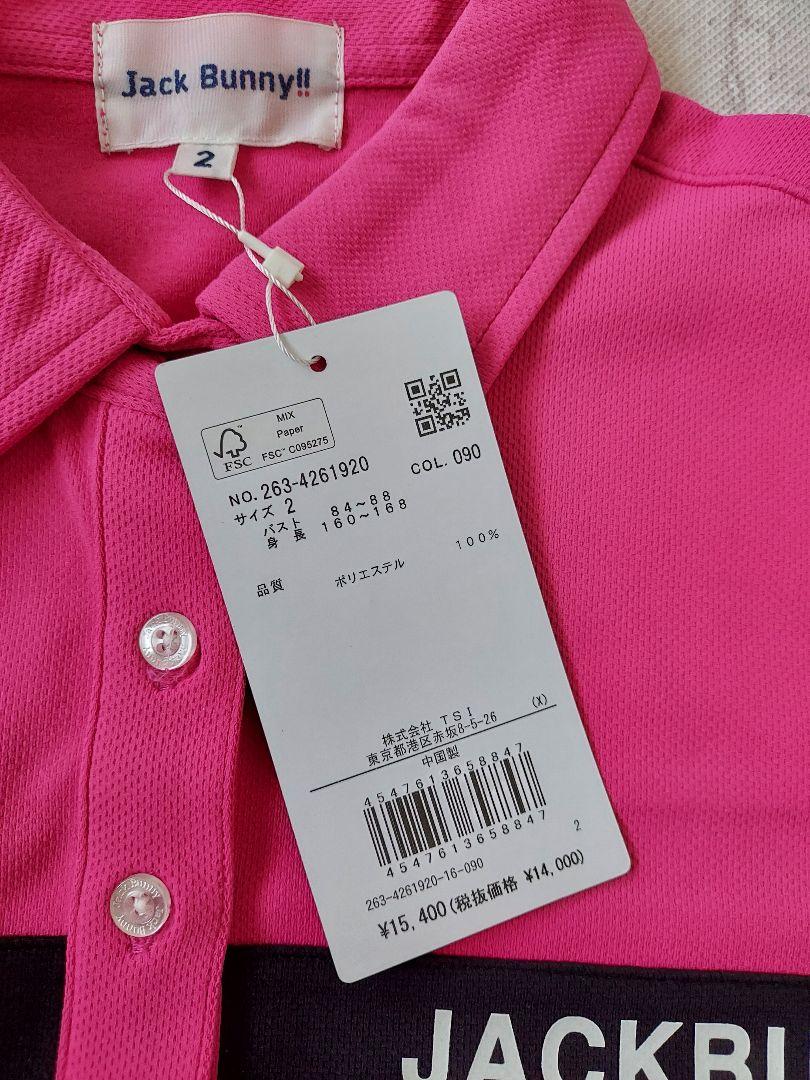 Jack Bunny!!
2
MIX
Paper
FSC™ C095275
FSC
NO. 263-4261920 COL. 090
サイズ 2
バスト 84〜88
身長 160〜168
品質 ポリエステル 100%
株式会社 TSI (X)
東京都港区赤坂8-5-26
中国製
4547613658847
4547613658847
263-4261920-16-090 2
¥15,400(税抜価格 ¥14,000)
Jack Bunny
JACKBU